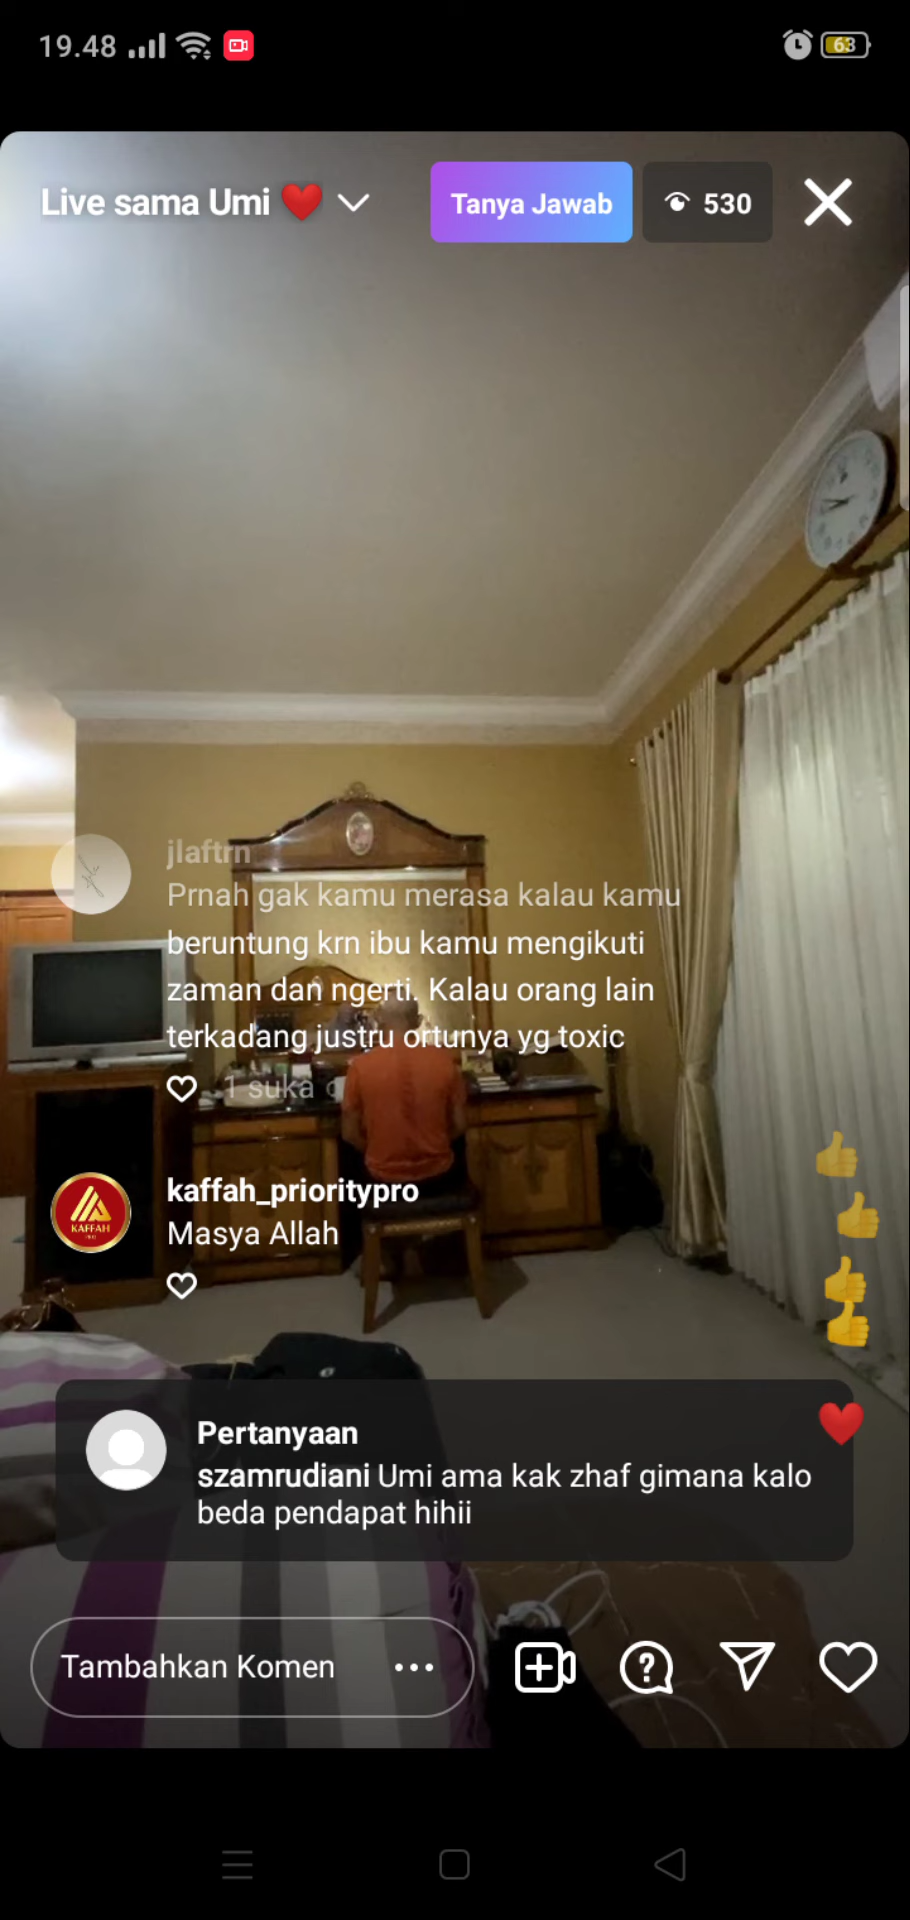 19.48
63
Live sama Umi ❤️
Tanya Jawab
530
jlaftrn
Prnah gak kamu merasa kalau kamu
beruntung krn ibu kamu mengikuti
zaman dan ngerti. Kalau orang lain
terkadang justru ortunya yg toxic
1 suka
KAFFAH
kaffah_prioritypro
Masya Allah
Pertanyaan
szamrudiani Umi ama kak zhaf gimana kalo
beda pendapat hihii
Tambahkan Komen